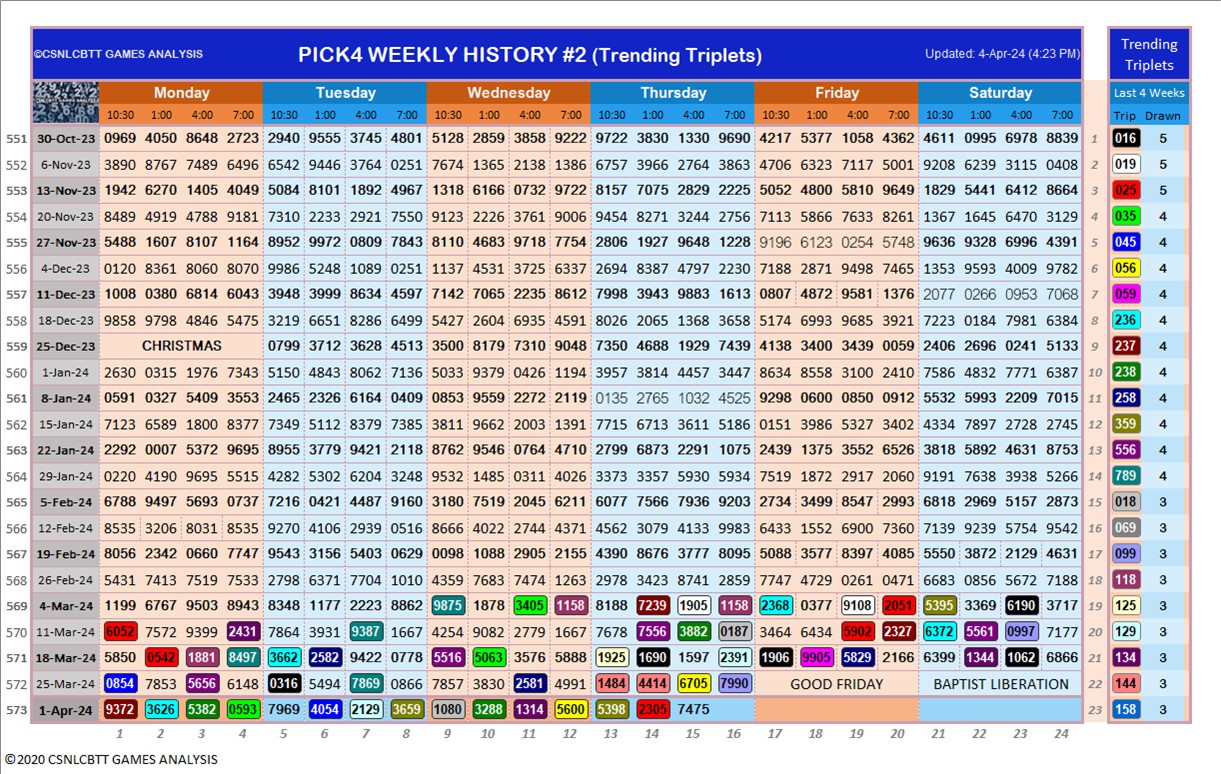 ©CSNLCBTT GAMES ANALYSIS PICK4 WEEKLY HISTORY #2 (Trending Triplets) Updated: 4-Apr-24 (4:23 PM) Trending Triplets
Monday Tuesday Wednesday Thursday Friday Saturday Last 4 Weeks
10:30 1:00 4:00 7:00 10:30 1:00 4:00 7:00 10:30 1:00 4:00 7:00 10:30 1:00 4:00 7:00 10:30 1:00 4:00 7:00 10:30 1:00 4:00 7:00 Trip Drawn
551 30-Oct-23 0969 4050 8648 2723 2940 9555 3745 4801 5128 2859 3858 9222 9722 3830 1330 9690 4217 5377 1058 4362 4611 0995 6978 8839 1 016 5
552 6-Nov-23 3890 8767 7489 6496 6542 9446 3764 0251 7674 1365 2138 1386 6757 3966 2764 3863 4706 6323 7117 5001 9208 6239 3115 0408 2 019 5
553 13-Nov-23 1942 6270 1405 4049 5084 8101 1892 4967 1318 6166 0732 9722 8157 7075 2829 2225 5052 4800 5810 9649 1829 5441 6412 8664 3 025 5
554 20-Nov-23 8489 4919 4788 9181 7310 2233 2921 7550 9123 2226 3761 9006 9454 8271 3244 2756 7113 5866 7633 8261 1367 1645 6470 3129 4 035 4
555 27-Nov-23 5488 1607 8107 1164 8952 9972 0809 7843 8110 4683 9718 7754 2806 1927 9648 1228 9196 6123 0254 5748 9636 9328 6996 4391 5 045 4
556 4-Dec-23 0120 8361 8060 8070 9986 5248 1089 0251 1137 4531 3725 6337 2694 8387 4797 2230 7188 2871 9498 7465 1353 9593 4009 9782 6 056 4
557 11-Dec-23 1008 0380 6814 6043 3948 3999 8634 4597 7142 7065 2235 8612 7998 3943 9883 1613 0807 4872 9581 1376 2077 0266 0953 7068 7 059 4
558 18-Dec-23 9858 9798 4846 5475 3219 6651 8286 6499 5427 2604 6935 4591 8026 2065 1368 3658 5174 6993 9685 3921 7223 0184 7981 6384 8 236 4
559 25-Dec-23 CHRISTMAS 0799 3712 3628 4513 3500 8179 7310 9048 7350 4688 1929 7439 4138 3400 3439 0059 2406 2696 0241 5133 9 237 4
560 1-Jan-24 2630 0315 1976 7343 5150 4843 8062 7136 5033 9379 0426 1194 3957 3814 4457 3447 8634 8558 3100 2410 7586 4832 7771 6387 10 238 4
561 8-Jan-24 0591 0327 5409 3553 2465 2326 6164 0409 0853 9559 2272 2119 0135 2765 1032 4525 9298 0600 0850 0912 5532 5993 2209 7015 11 258 4
562 15-Jan-24 7123 6589 1800 8377 7349 5112 8379 7385 3811 9662 2003 1391 7715 6713 3611 5186 0151 3986 5327 3402 4334 7897 2728 2745 12 359 4
563 22-Jan-24 2292 0007 5372 9695 8955 3779 9421 2118 8762 9546 0764 4710 2799 6873 2291 1075 2439 1375 3552 6526 3818 5892 4631 8753 13 556 4
564 29-Jan-24 0220 4190 9695 5515 4282 5302 6204 3249 9532 1485 0311 4026 3373 3357 7930 5934 7519 1872 2917 2060 9191 7638 3938 5266 14 789 4
565 5-Feb-24 6788 9497 5693 0737 7216 0421 4487 9160 3180 7519 2045 6211 6077 7566 7936 9203 2734 3499 8547 2993 6818 2969 5157 2873 15 018 3
566 12-Feb-24 8535 3206 8031 8535 9270 4106 2939 0516 8666 4022 2744 4371 4562 3079 4133 9983 6433 1552 6900 7360 7139 9239 5754 9542 16 069 3
567 19-Feb-24 8056 2342 0660 7747 9543 3156 5403 0629 0098 1088 2905 2155 4390 8676 3777 8095 5088 3577 8397 4085 5550 3872 2129 4631 17 099 3
568 26-Feb-24 5431 7413 7519 7533 2798 6371 7704 1010 4359 7683 7474 1263 2978 3423 8741 2859 7747 4729 0261 0471 6683 0856 5672 7188 18 118 3
569 4-Mar-24 1199 6767 9503 8943 8348 1177 2223 8862 9875 1878 3405 1158 8188 7239 1905 1158 2368 0377 9108 2051 5395 3369 6190 3717 19 125 3
570 11-Mar-24 6052 7572 9399 2431 7864 3931 9387 1667 4254 9082 2779 1667 7678 7556 3882 0187 3464 6434 5902 2327 6372 5561 0997 7177 20 129 3
571 18-Mar-24 5850 0542 1881 8497 3662 2582 9422 0778 5516 5063 3576 5888 1925 1690 1597 2391 1906 9905 5829 2166 6399 1344 1062 6866 21 134 3
572 25-Mar-24 0854 7853 5656 6148 0316 5494 7869 0866 7857 3830 2581 4991 1484 4414 6705 7990 GOOD FRIDAY BAPTIST LIBERATION 22 144 3
573 1-Apr-24 9372 3626 5382 0593 7969 4054 2129 3659 1080 3288 1314 5600 5398 2305 7475 23 158 3
1 2 3 4 5 6 7 8 9 10 11 12 13 14 15 16 17 18 19 20 21 22 23 24
©2020 CSNLCBTT GAMES ANALYSIS